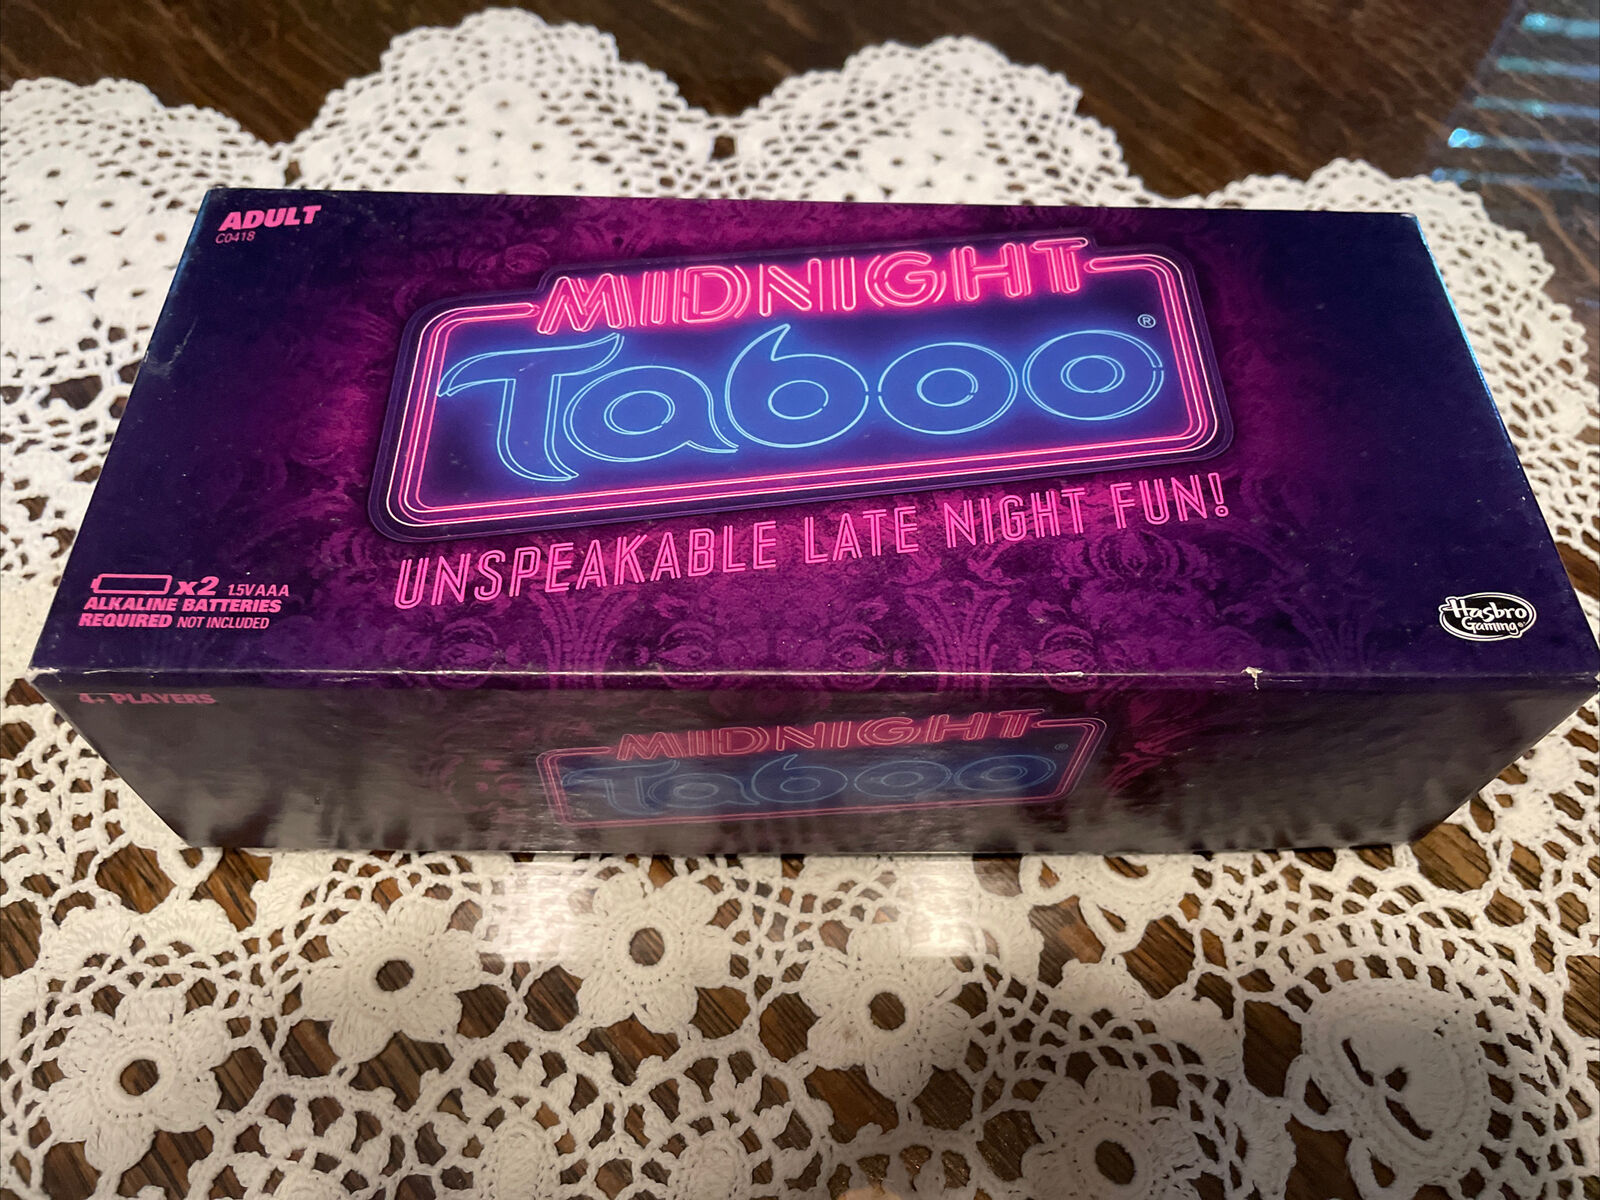 ADULT
C0418
MIDNIGHT
Taboo®
UNSPEAKABLE LATE NIGHT FUN!
x2 1.5V AAA
ALKALINE BATTERIES
REQUIRED NOT INCLUDED
Hasbro
Gaming
4+ PLAYERS
MIDNIGHT
Taboo®